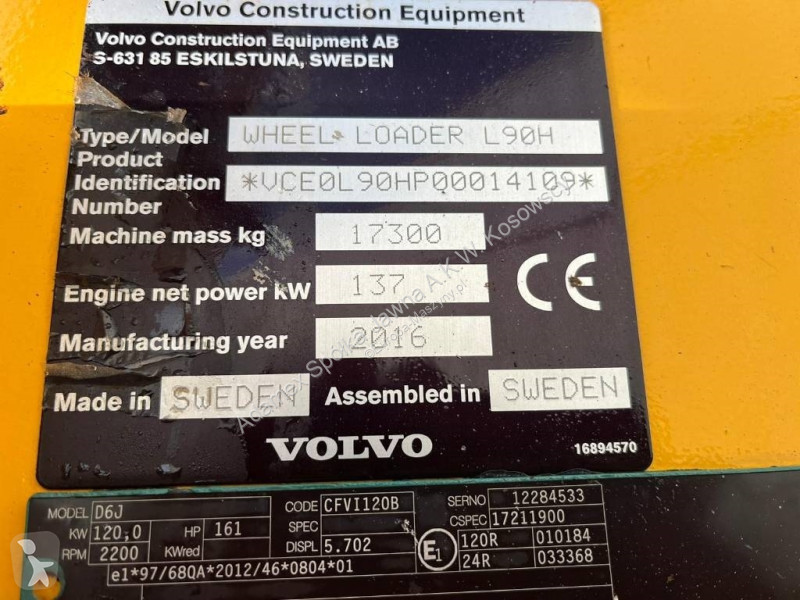 Volvo Construction Equipment
Volvo Construction Equipment AB
S-631 85 ESKILSTUNA, SWEDEN
Type/Model WHEEL LOADER L90H
Product
Identification *VCE0L90HP00014109*
Number
Machine mass kg 17300
Engine net power kW 137
Manufacturing year 2016
Made in SWEDEN Assembled in SWEDEN
VOLVO 16894570
MODEL D6J CODE CFVI120B SERNO 12284533
KW 120,0 HP 161 SPEC CSPEC 17211900
RPM 2200 KWred DISPL 5.702 E1 120R 010184
24R 033368
e1*97/68QA*2012/46*0804*01
W. Kosowscy